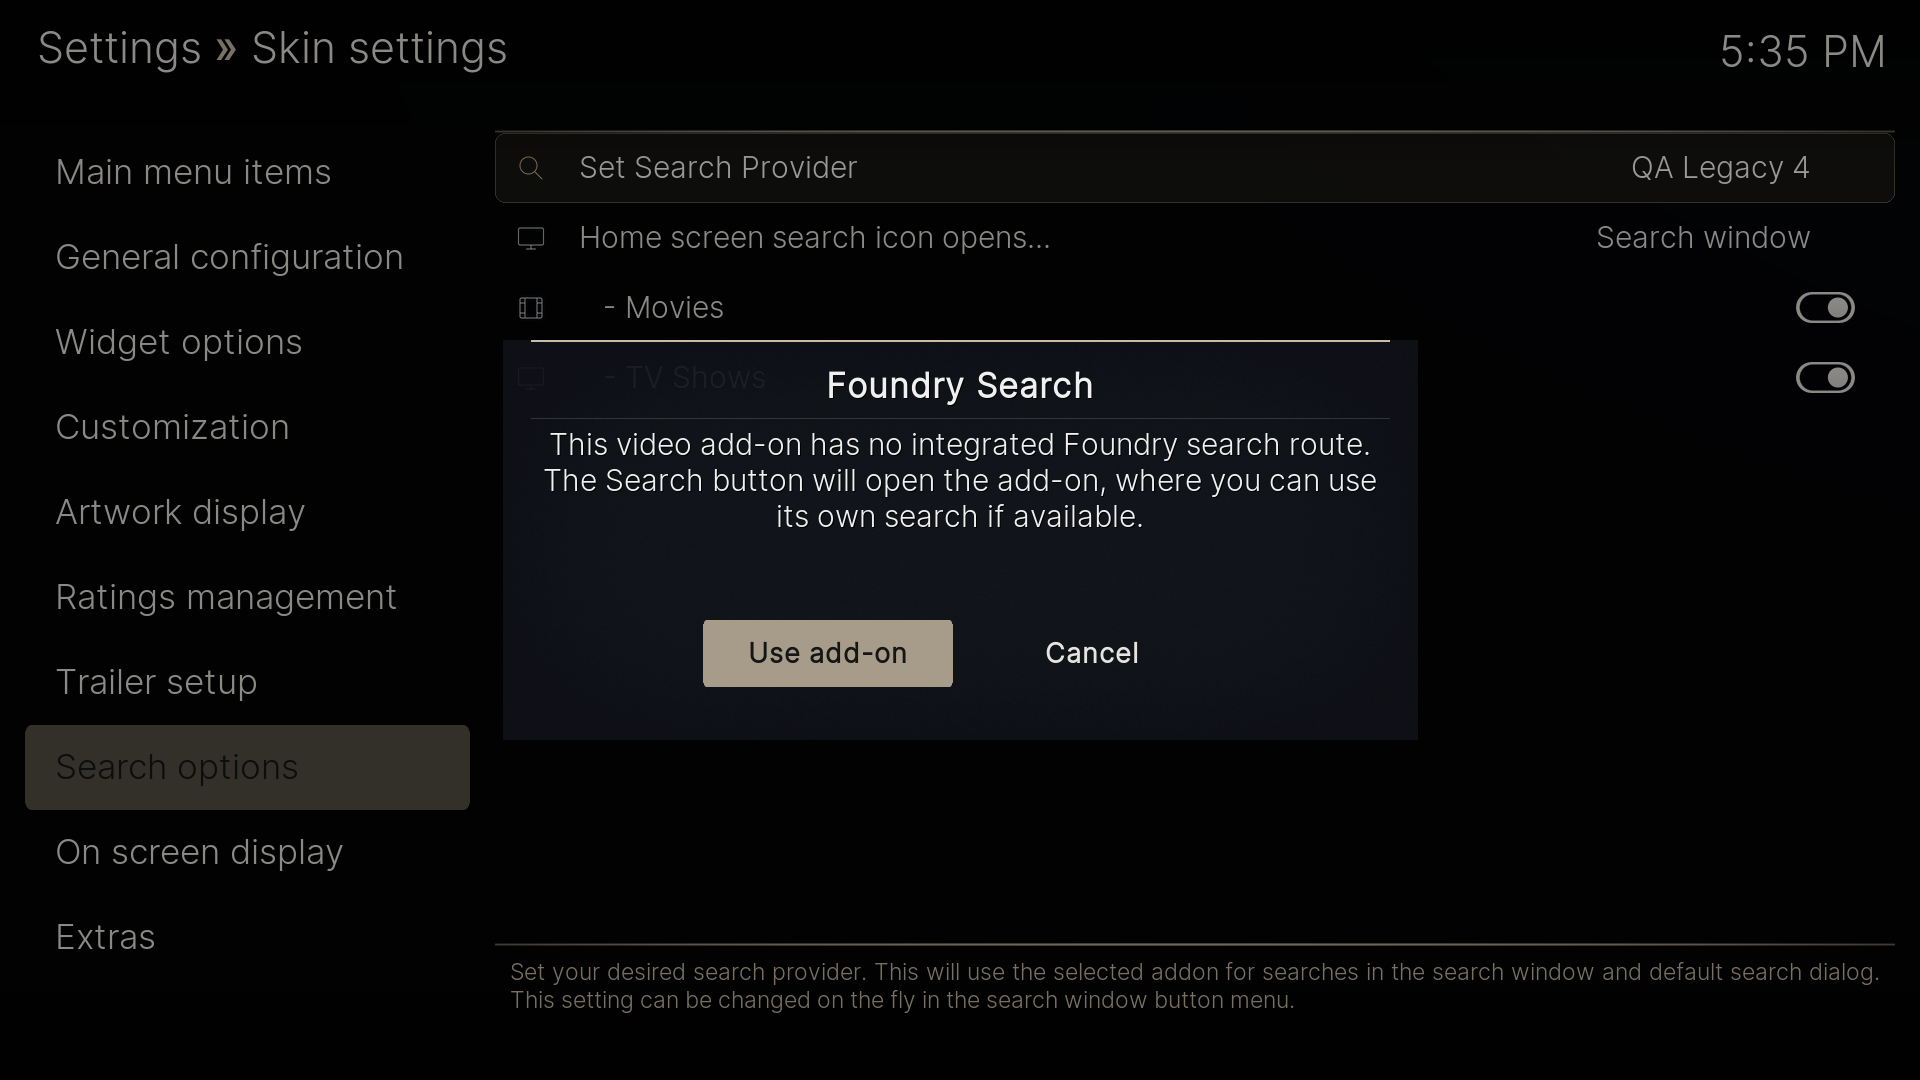 Settings » Skin settings
5:35 PM
Main menu items
General configuration
Widget options
Customization
Artwork display
Ratings management
Trailer setup
Search options
On screen display
Extras
Set Search Provider
QA Legacy 4
Home screen search icon opens...
Search window
- Movies
- TV Shows
Foundry Search
This video add-on has no integrated Foundry search route.
The Search button will open the add-on, where you can use
its own search if available.
Use add-on
Cancel
Set your desired search provider. This will use the selected addon for searches in the search window and default search dialog.
This setting can be changed on the fly in the search window button menu.